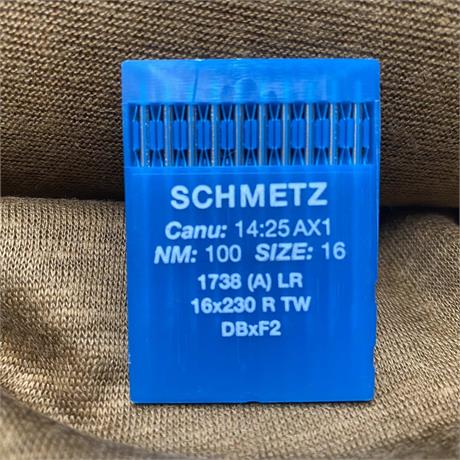 SCHMETZ
Canu: 14:25 AX1
NM: 100 SIZE: 16
1738 (A) LR
16x230 R TW
DBxF2